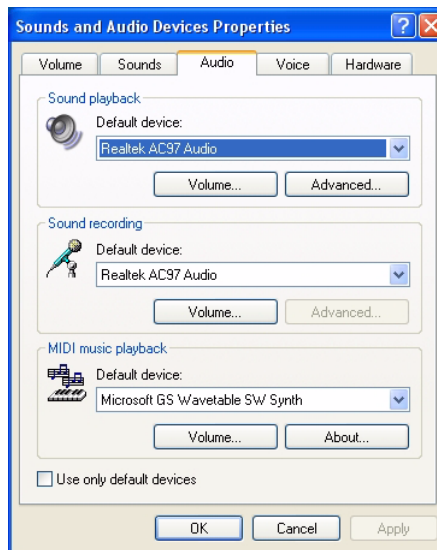 Sounds and Audio Devices Properties
Volume Sounds Audio Voice Hardware
Sound playback
Default device:
Realtek AC97 Audio
Volume... Advanced...
Sound recording
Default device:
Realtek AC97 Audio
Volume... Advanced...
MIDI music playback
Default device:
Microsoft GS Wavetable SW Synth
Volume... About...
Use only default devices
OK Cancel Apply